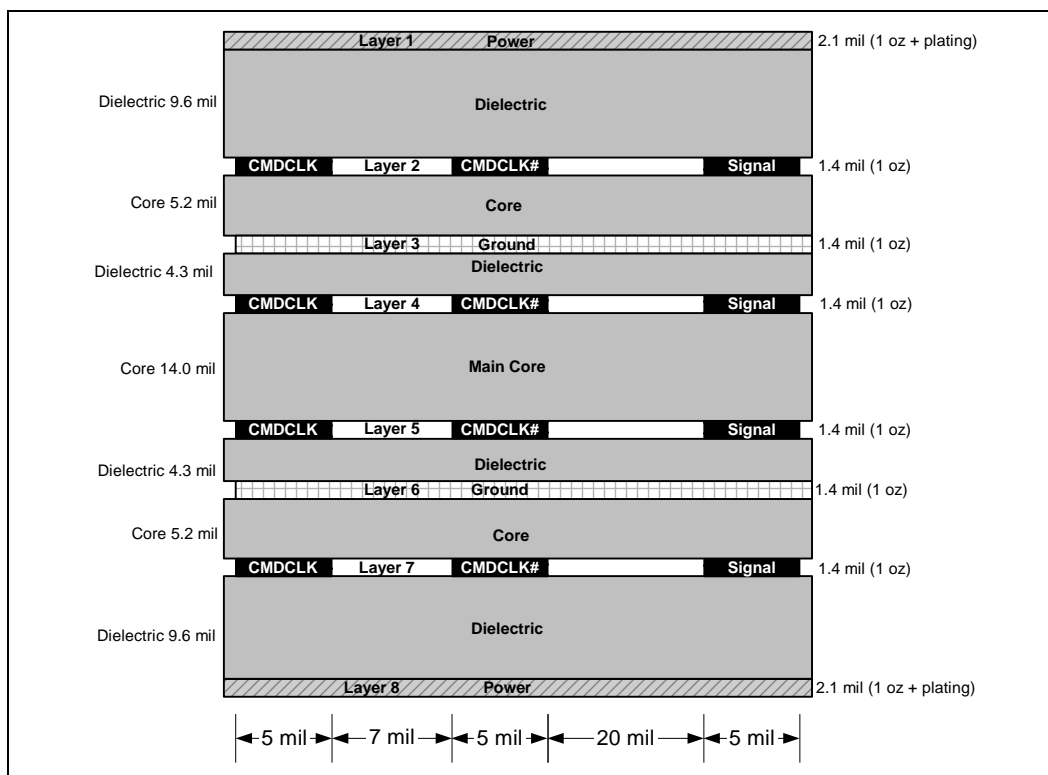 Layer 1 Power 2.1 mil (1 oz + plating)
Dielectric 9.6 mil Dielectric
CMDCLK Layer 2 CMDCLK# Signal 1.4 mil (1 oz)
Core 5.2 mil Core
Layer 3 Ground 1.4 mil (1 oz)
Dielectric 4.3 mil Dielectric
CMDCLK Layer 4 CMDCLK# Signal 1.4 mil (1 oz)
Core 14.0 mil Main Core
CMDCLK Layer 5 CMDCLK# Signal 1.4 mil (1 oz)
Dielectric 4.3 mil Dielectric
Layer 6 Ground 1.4 mil (1 oz)
Core 5.2 mil Core
CMDCLK Layer 7 CMDCLK# Signal 1.4 mil (1 oz)
Dielectric 9.6 mil Dielectric
Layer 8 Power 2.1 mil (1 oz + plating)
5 mil 7 mil 5 mil 20 mil 5 mil